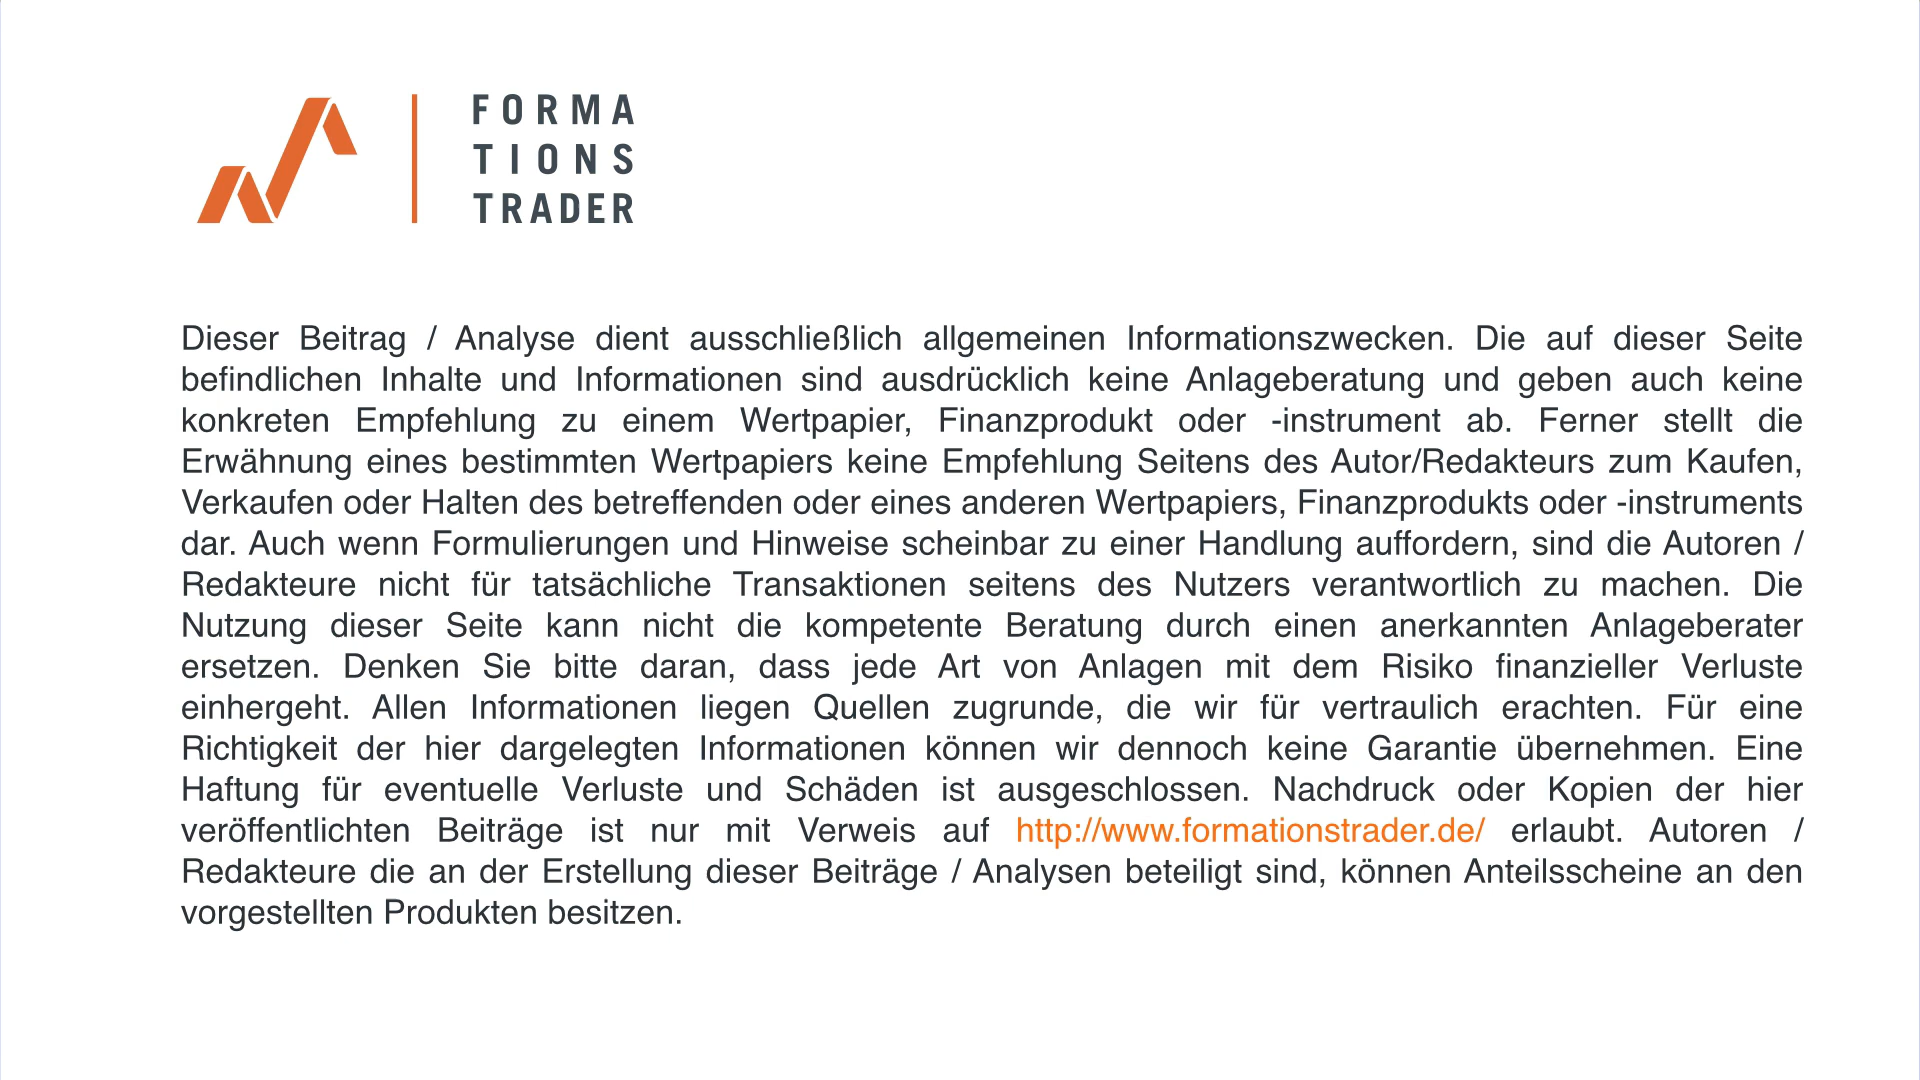 FORMA
TIONS
TRADER
Dieser Beitrag / Analyse dient ausschließlich allgemeinen Informationszwecken. Die auf dieser Seite
befindlichen Inhalte und Informationen sind ausdrücklich keine Anlageberatung und geben auch keine
konkreten Empfehlung zu einem Wertpapier, Finanzprodukt oder -instrument ab. Ferner stellt die
Erwähnung eines bestimmten Wertpapiers keine Empfehlung Seitens des Autor/Redakteurs zum Kaufen,
Verkaufen oder Halten des betreffenden oder eines anderen Wertpapiers, Finanzprodukts oder -instruments
dar. Auch wenn Formulierungen und Hinweise scheinbar zu einer Handlung auffordern, sind die Autoren /
Redakteure nicht für tatsächliche Transaktionen seitens des Nutzers verantwortlich zu machen. Die
Nutzung dieser Seite kann nicht die kompetente Beratung durch einen anerkannten Anlageberater
ersetzen. Denken Sie bitte daran, dass jede Art von Anlagen mit dem Risiko finanzieller Verluste
einhergeht. Allen Informationen liegen Quellen zugrunde, die wir für vertraulich erachten. Für eine
Richtigkeit der hier dargelegten Informationen können wir dennoch keine Garantie übernehmen. Eine
Haftung für eventuelle Verluste und Schäden ist ausgeschlossen. Nachdruck oder Kopien der hier
veröffentlichten Beiträge ist nur mit Verweis auf http://www.formationstrader.de/ erlaubt. Autoren /
Redakteure die an der Erstellung dieser Beiträge / Analysen beteiligt sind, können Anteilsscheine an den
vorgestellten Produkten besitzen.